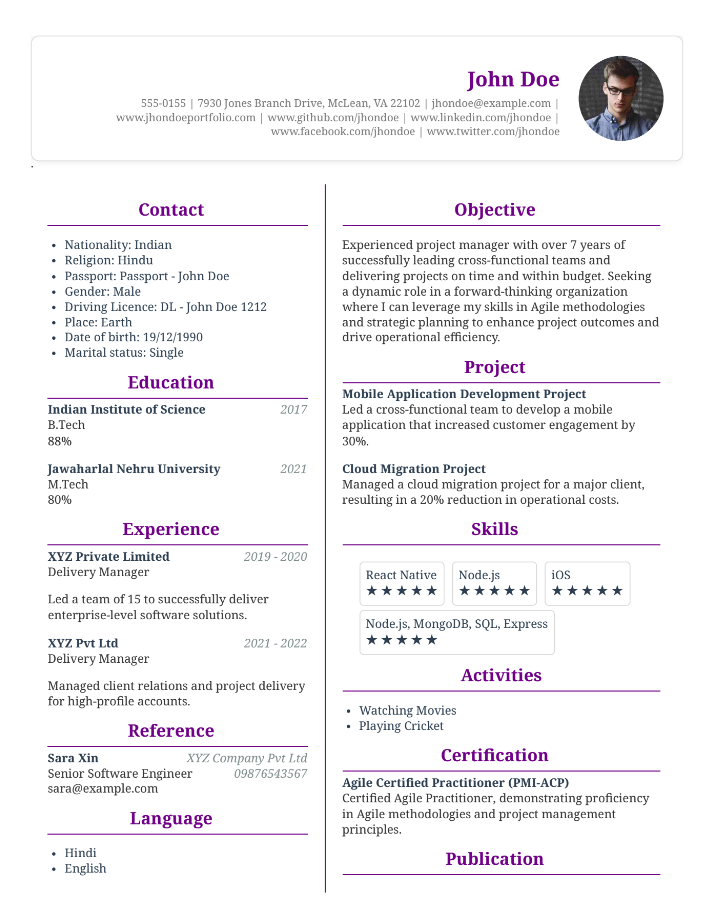 John Doe
555-0155 | 7930 Jones Branch Drive, McLean, VA 22102 | jhondoe@example.com |
www.jhondoeportfolio.com | www.github.com/jhondoe | www.linkedin.com/jhondoe |
www.facebook.com/jhondoe | www.twitter.com/jhondoe
.
Contact
• Nationality: Indian
• Religion: Hindu
• Passport: Passport - John Doe
• Gender: Male
• Driving Licence: DL - John Doe 1212
• Place: Earth
• Date of birth: 19/12/1990
• Marital status: Single
Education
Indian Institute of Science 2017
B.Tech
88%
Jawaharlal Nehru University 2021
M.Tech
80%
Experience
XYZ Private Limited 2019 - 2020
Delivery Manager
Led a team of 15 to successfully deliver
enterprise-level software solutions.
XYZ Pvt Ltd 2021 - 2022
Delivery Manager
Managed client relations and project delivery
for high-profile accounts.
Reference
Sara Xin XYZ Company Pvt Ltd
Senior Software Engineer 09876543567
sara@example.com
Language
• Hindi
• English
Objective
Experienced project manager with over 7 years of
successfully leading cross-functional teams and
delivering projects on time and within budget. Seeking
a dynamic role in a forward-thinking organization
where I can leverage my skills in Agile methodologies
and strategic planning to enhance project outcomes and
drive operational efficiency.
Project
Mobile Application Development Project
Led a cross-functional team to develop a mobile
application that increased customer engagement by
30%.
Cloud Migration Project
Managed a cloud migration project for a major client,
resulting in a 20% reduction in operational costs.
Skills
React Native Node.js iOS
★★★★★ ★★★★★ ★★★★★
Node.js, MongoDB, SQL, Express
★★★★★
Activities
• Watching Movies
• Playing Cricket
Certification
Agile Certified Practitioner (PMI-ACP)
Certified Agile Practitioner, demonstrating proficiency
in Agile methodologies and project management
principles.
Publication